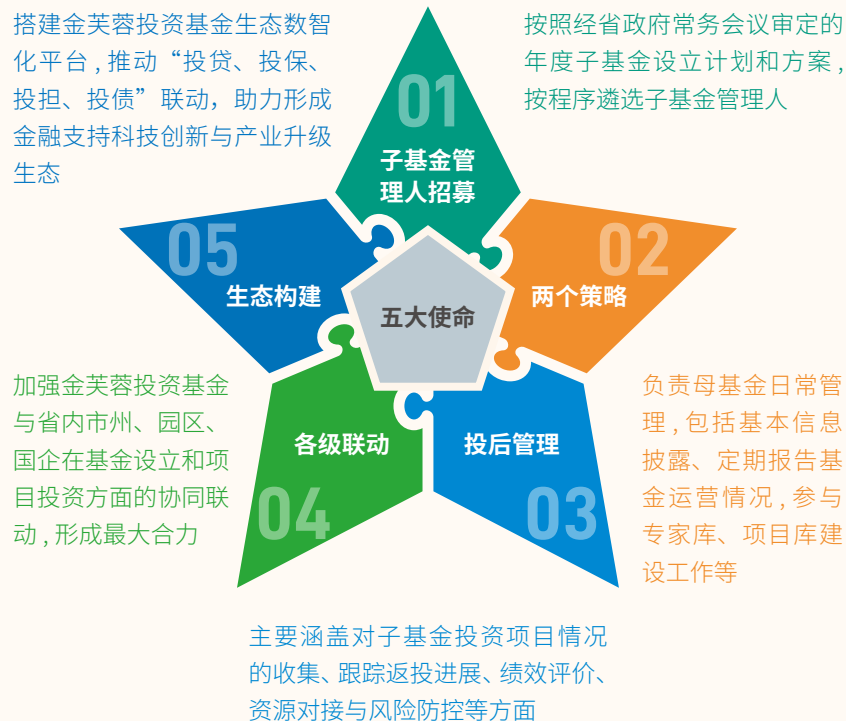 搭建金芙蓉投资基金生态数智
化平台，推动“投贷、投保、
投担、投债”联动，助力形成
金融支持科技创新与产业升级
生态
按照经省政府常务会议审定的
年度子基金设立计划和方案，
按程序遴选子基金管理人
01
子基金管
理人招募
05
生态构建
02
两个策略
五大使命
加强金芙蓉投资基金
与省内市州、园区、
国企在基金设立和项
目投资方面的协同联
动，形成最大合力
各级联动
04
投后管理
03
负责母基金日常管
理，包括基本信息
披露、定期报告基
金运营情况，参与
专家库、项目库建
设工作等
主要涵盖对子基金投资项目情况
的收集、跟踪返投进展、绩效评价、
资源对接与风险防控等方面